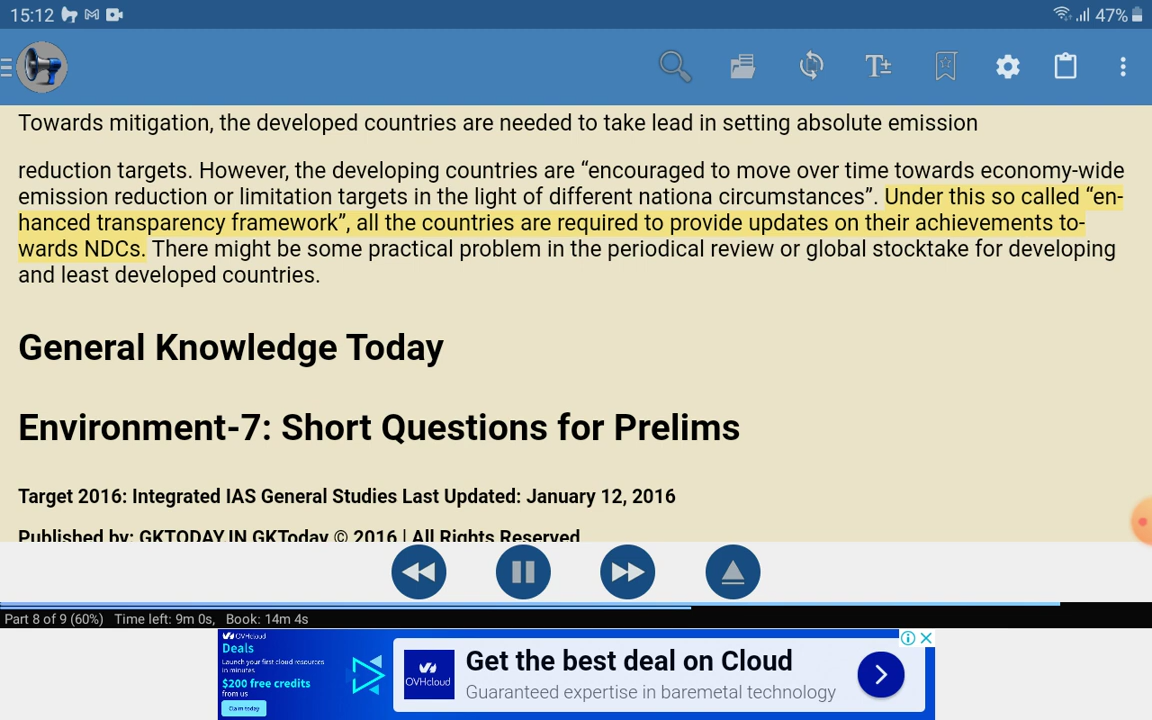 15:12
47%
Towards mitigation, the developed countries are needed to take lead in setting absolute emission
reduction targets. However, the developing countries are “encouraged to move over time towards economy-wide
emission reduction or limitation targets in the light of different nationa circumstances”. Under this so called “en-
hanced transparency framework”, all the countries are required to provide updates on their achievements to-
wards NDCs. There might be some practical problem in the periodical review or global stocktake for developing
and least developed countries.
General Knowledge Today
Environment-7: Short Questions for Prelims
Target 2016: Integrated IAS General Studies Last Updated: January 12, 2016
Published by: GKTODAY.IN GKToday © 2016 | All Rights Reserved
Part 8 of 9 (60%) Time left: 9m 0s, Book: 14m 4s
OVHcloud
Deals
Launch your first cloud resources
in minutes
$200 free credits
from us
Claim today
OVHcloud
Get the best deal on Cloud
Guaranteed expertise in baremetal technology